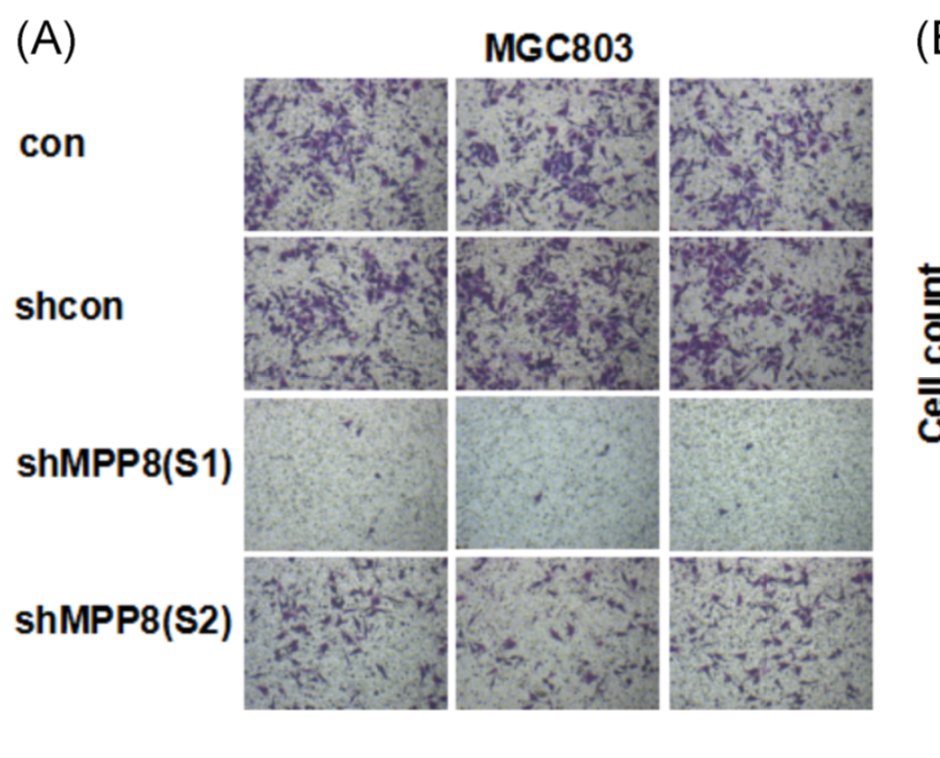 (A)
MGC803
con
shcon
shMPP8(S1)
shMPP8(S2)
Cell count